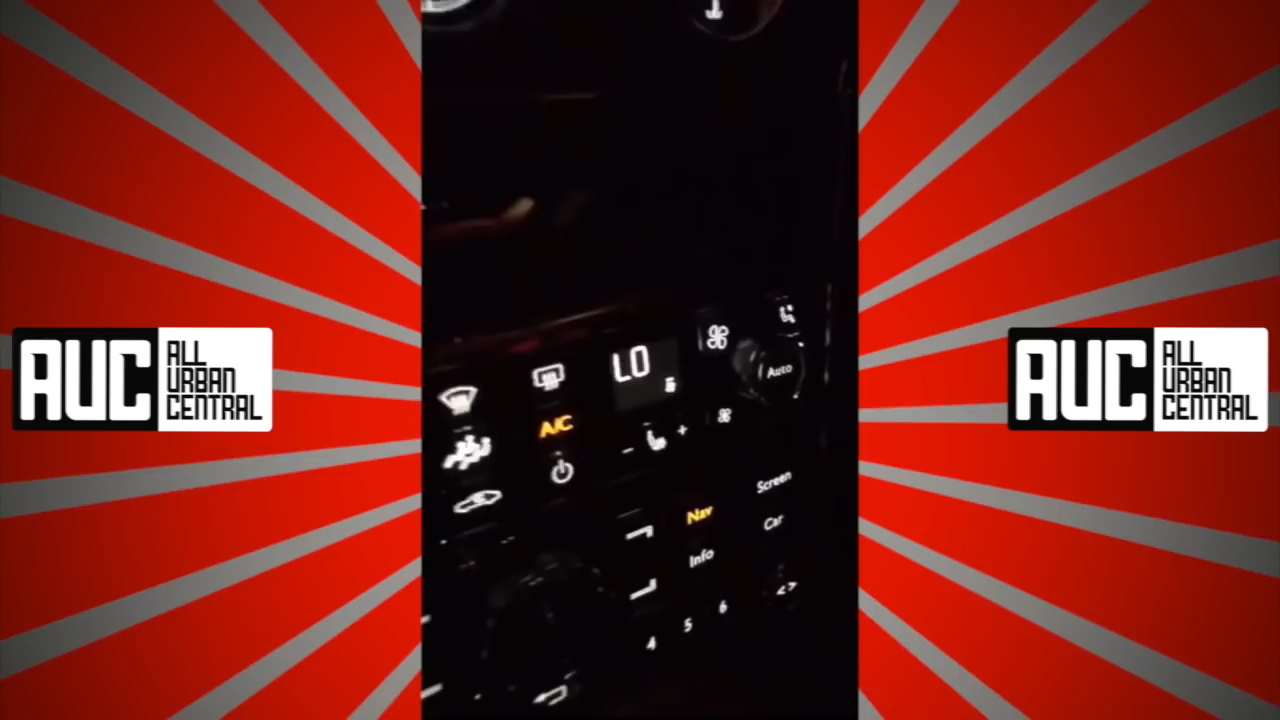 AUC
ALL
URBAN
CENTRAL
LO
Auto
A/C
- +
Screen
Nav
Car
Info
< >
4 5 6
AUC
ALL
URBAN
CENTRAL